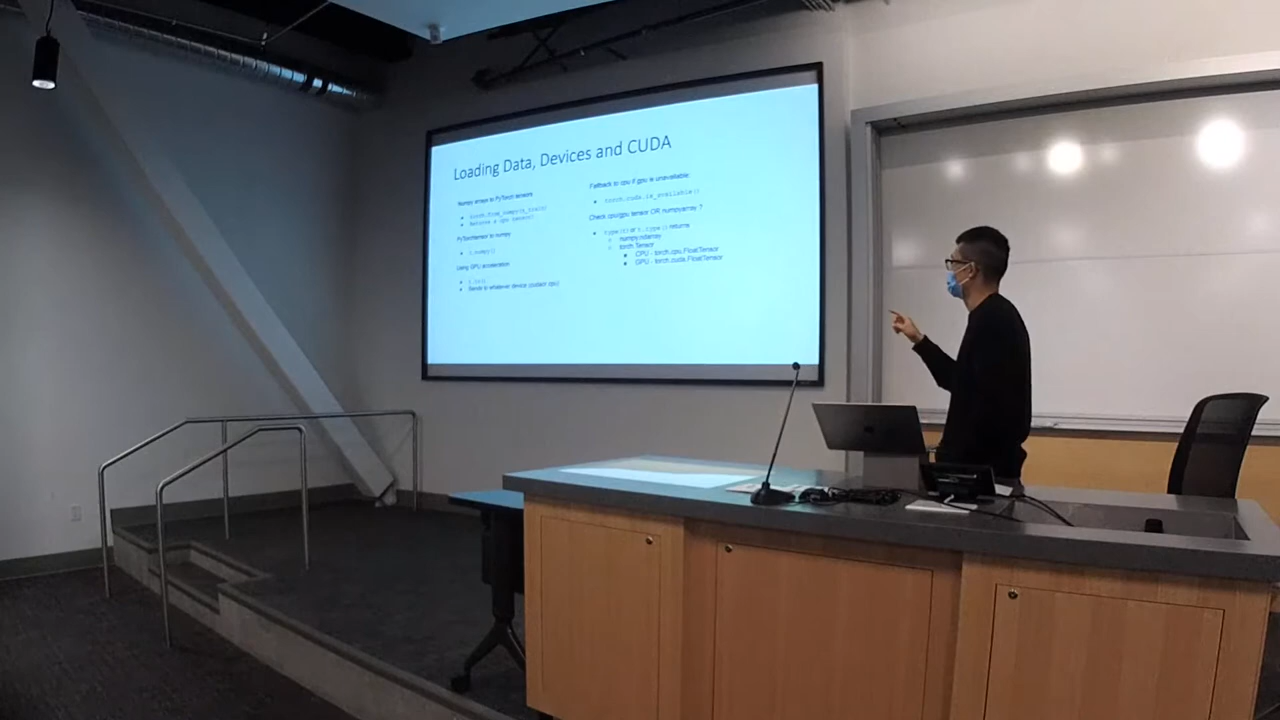 Loading Data, Devices and CUDA
Numpy arrays to PyTorch tensors
torch.from_numpy(x_train)
Returns a cpu tensor!
PyTorchtensor to numpy
t.numpy()
Using GPU acceleration
t.to()
Sends to whatever device (cuda or cpu)
Fallback to cpu if gpu is unavailable:
torch.cuda.is_available()
Check cpu/gpu tensor OR numpyarray ?
type(t) or t.type() returns
numpy.ndarray
torch.Tensor
CPU - torch.cpu.FloatTensor
GPU - torch.cuda.FloatTensor